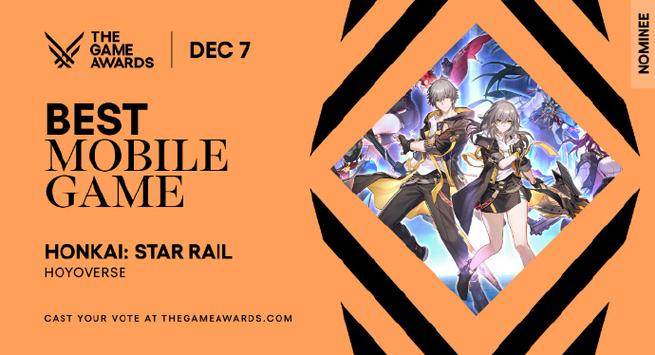 THE
GAME
AWARDS
DEC 7
BEST
MOBILE
GAME
HONKAI: STAR RAIL
HOYOVERSE
CAST YOUR VOTE AT THEGAMEAWARDS.COM
NOMINEE